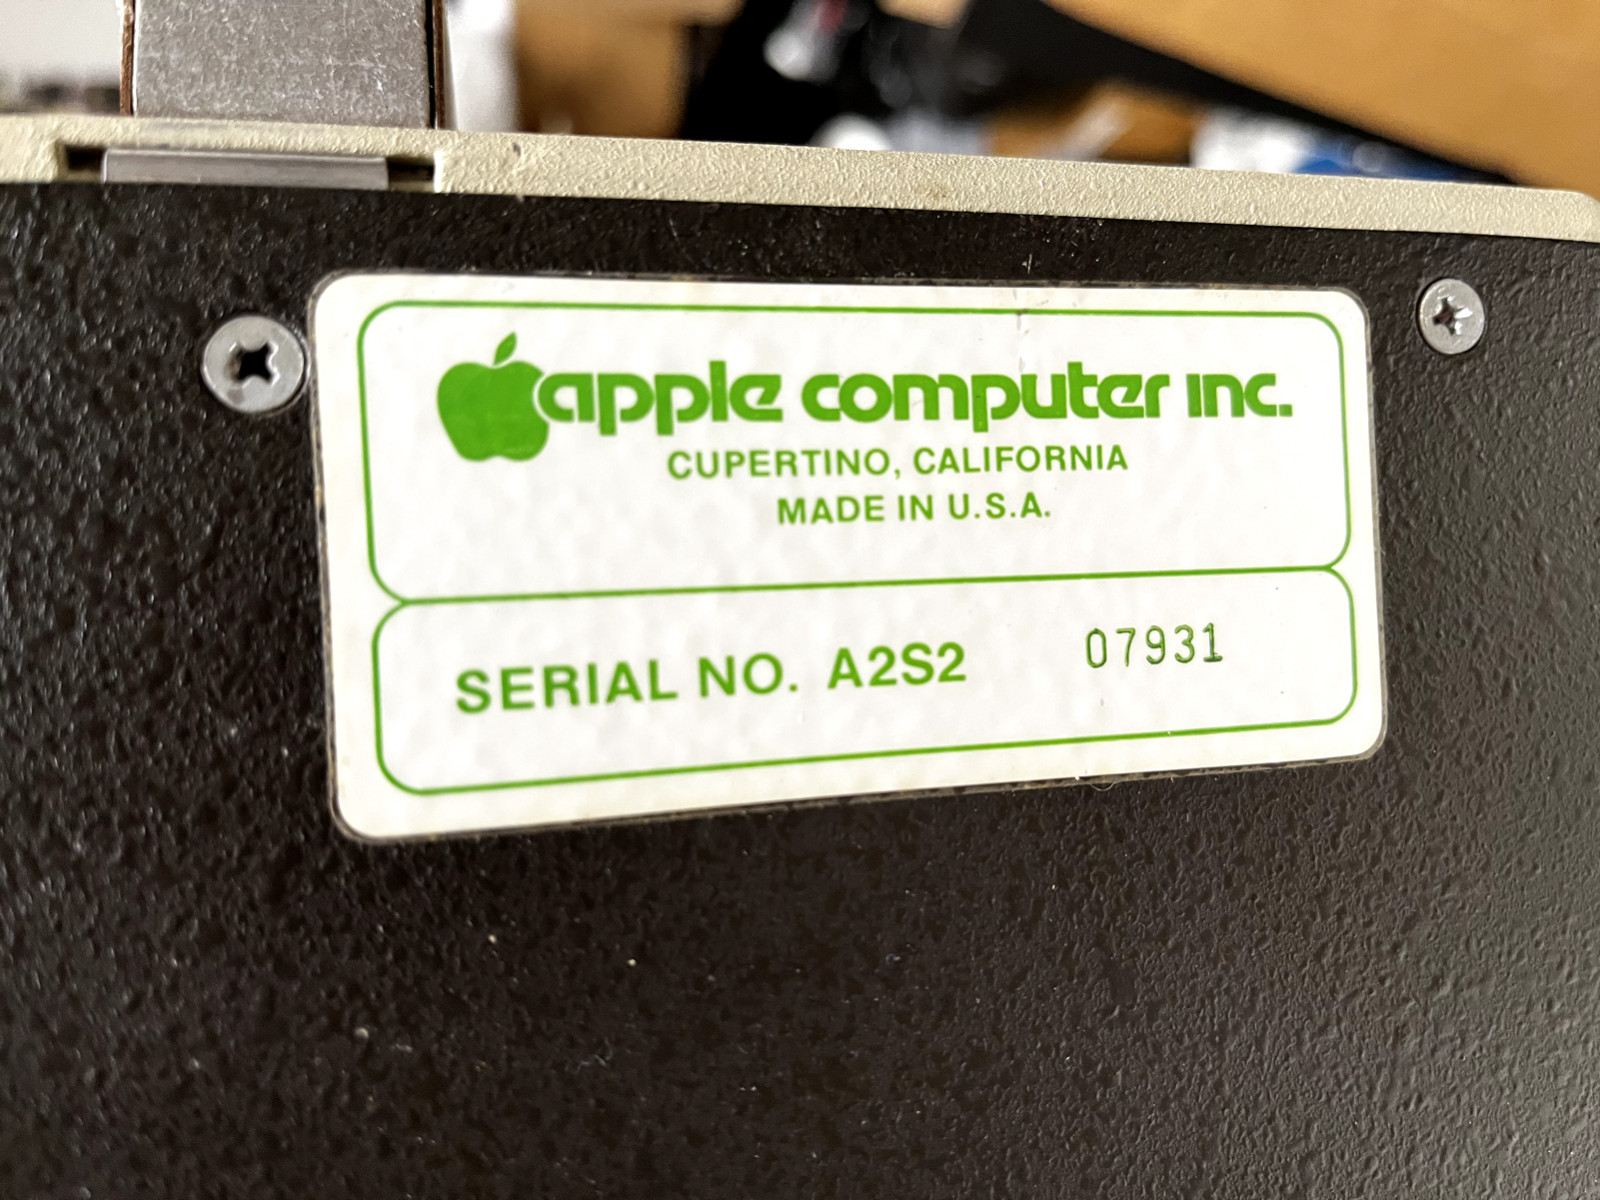 apple computer inc.
CUPERTINO, CALIFORNIA
MADE IN U.S.A.
SERIAL NO. A2S2 07931